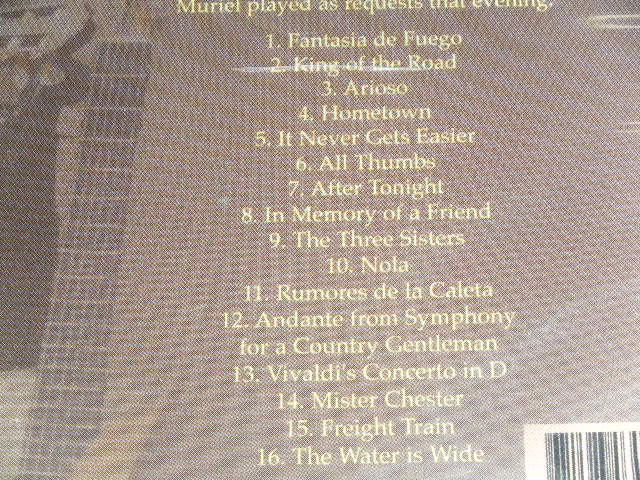 Muriel played as requests that evening.
1. Fantasia de Fuego
2. King of the Road
3. Arioso
4. Hometown
5. It Never Gets Easier
6. All Thumbs
7. After Tonight
8. In Memory of a Friend
9. The Three Sisters
10. Nola
11. Rumores de la Caleta
12. Andante from Symphony
for a Country Gentleman
13. Vivaldi's Concerto in D
14. Mister Chester
15. Freight Train
16. The Water is Wide